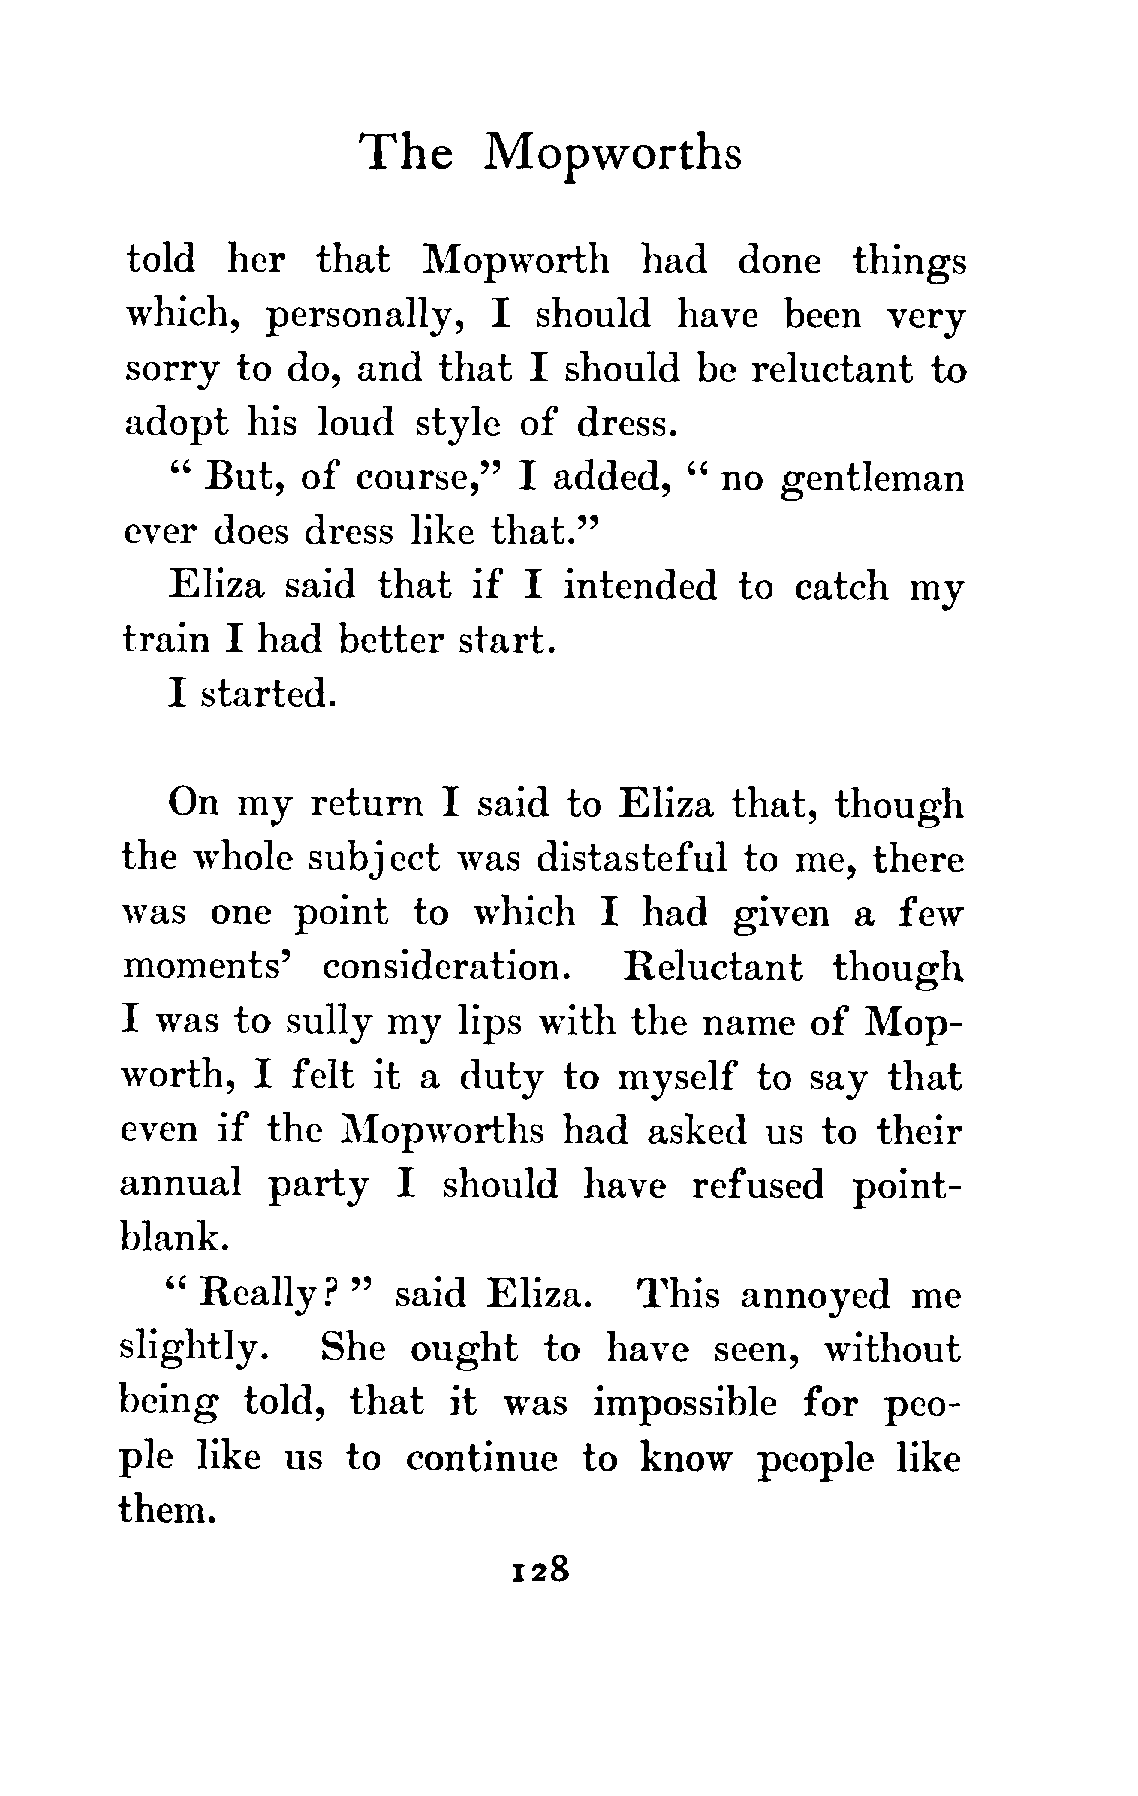 The Mopworths
told her that Mopworth had done things
which, personally, I should have been very
sorry to do, and that I should be reluctant to
adopt his loud style of dress.
“ But, of course,” I added, “ no gentleman
ever does dress like that.”
Eliza said that if I intended to catch my
train I had better start.
I started.
On my return I said to Eliza that, though
the whole subject was distasteful to me, there
was one point to which I had given a few
moments’ consideration. Reluctant though
I was to sully my lips with the name of Mop-
worth, I felt it a duty to myself to say that
even if the Mopworths had asked us to their
annual party I should have refused point-
blank.
“ Really? ” said Eliza. This annoyed me
slightly. She ought to have seen, without
being told, that it was impossible for peo-
ple like us to continue to know people like
them.
128